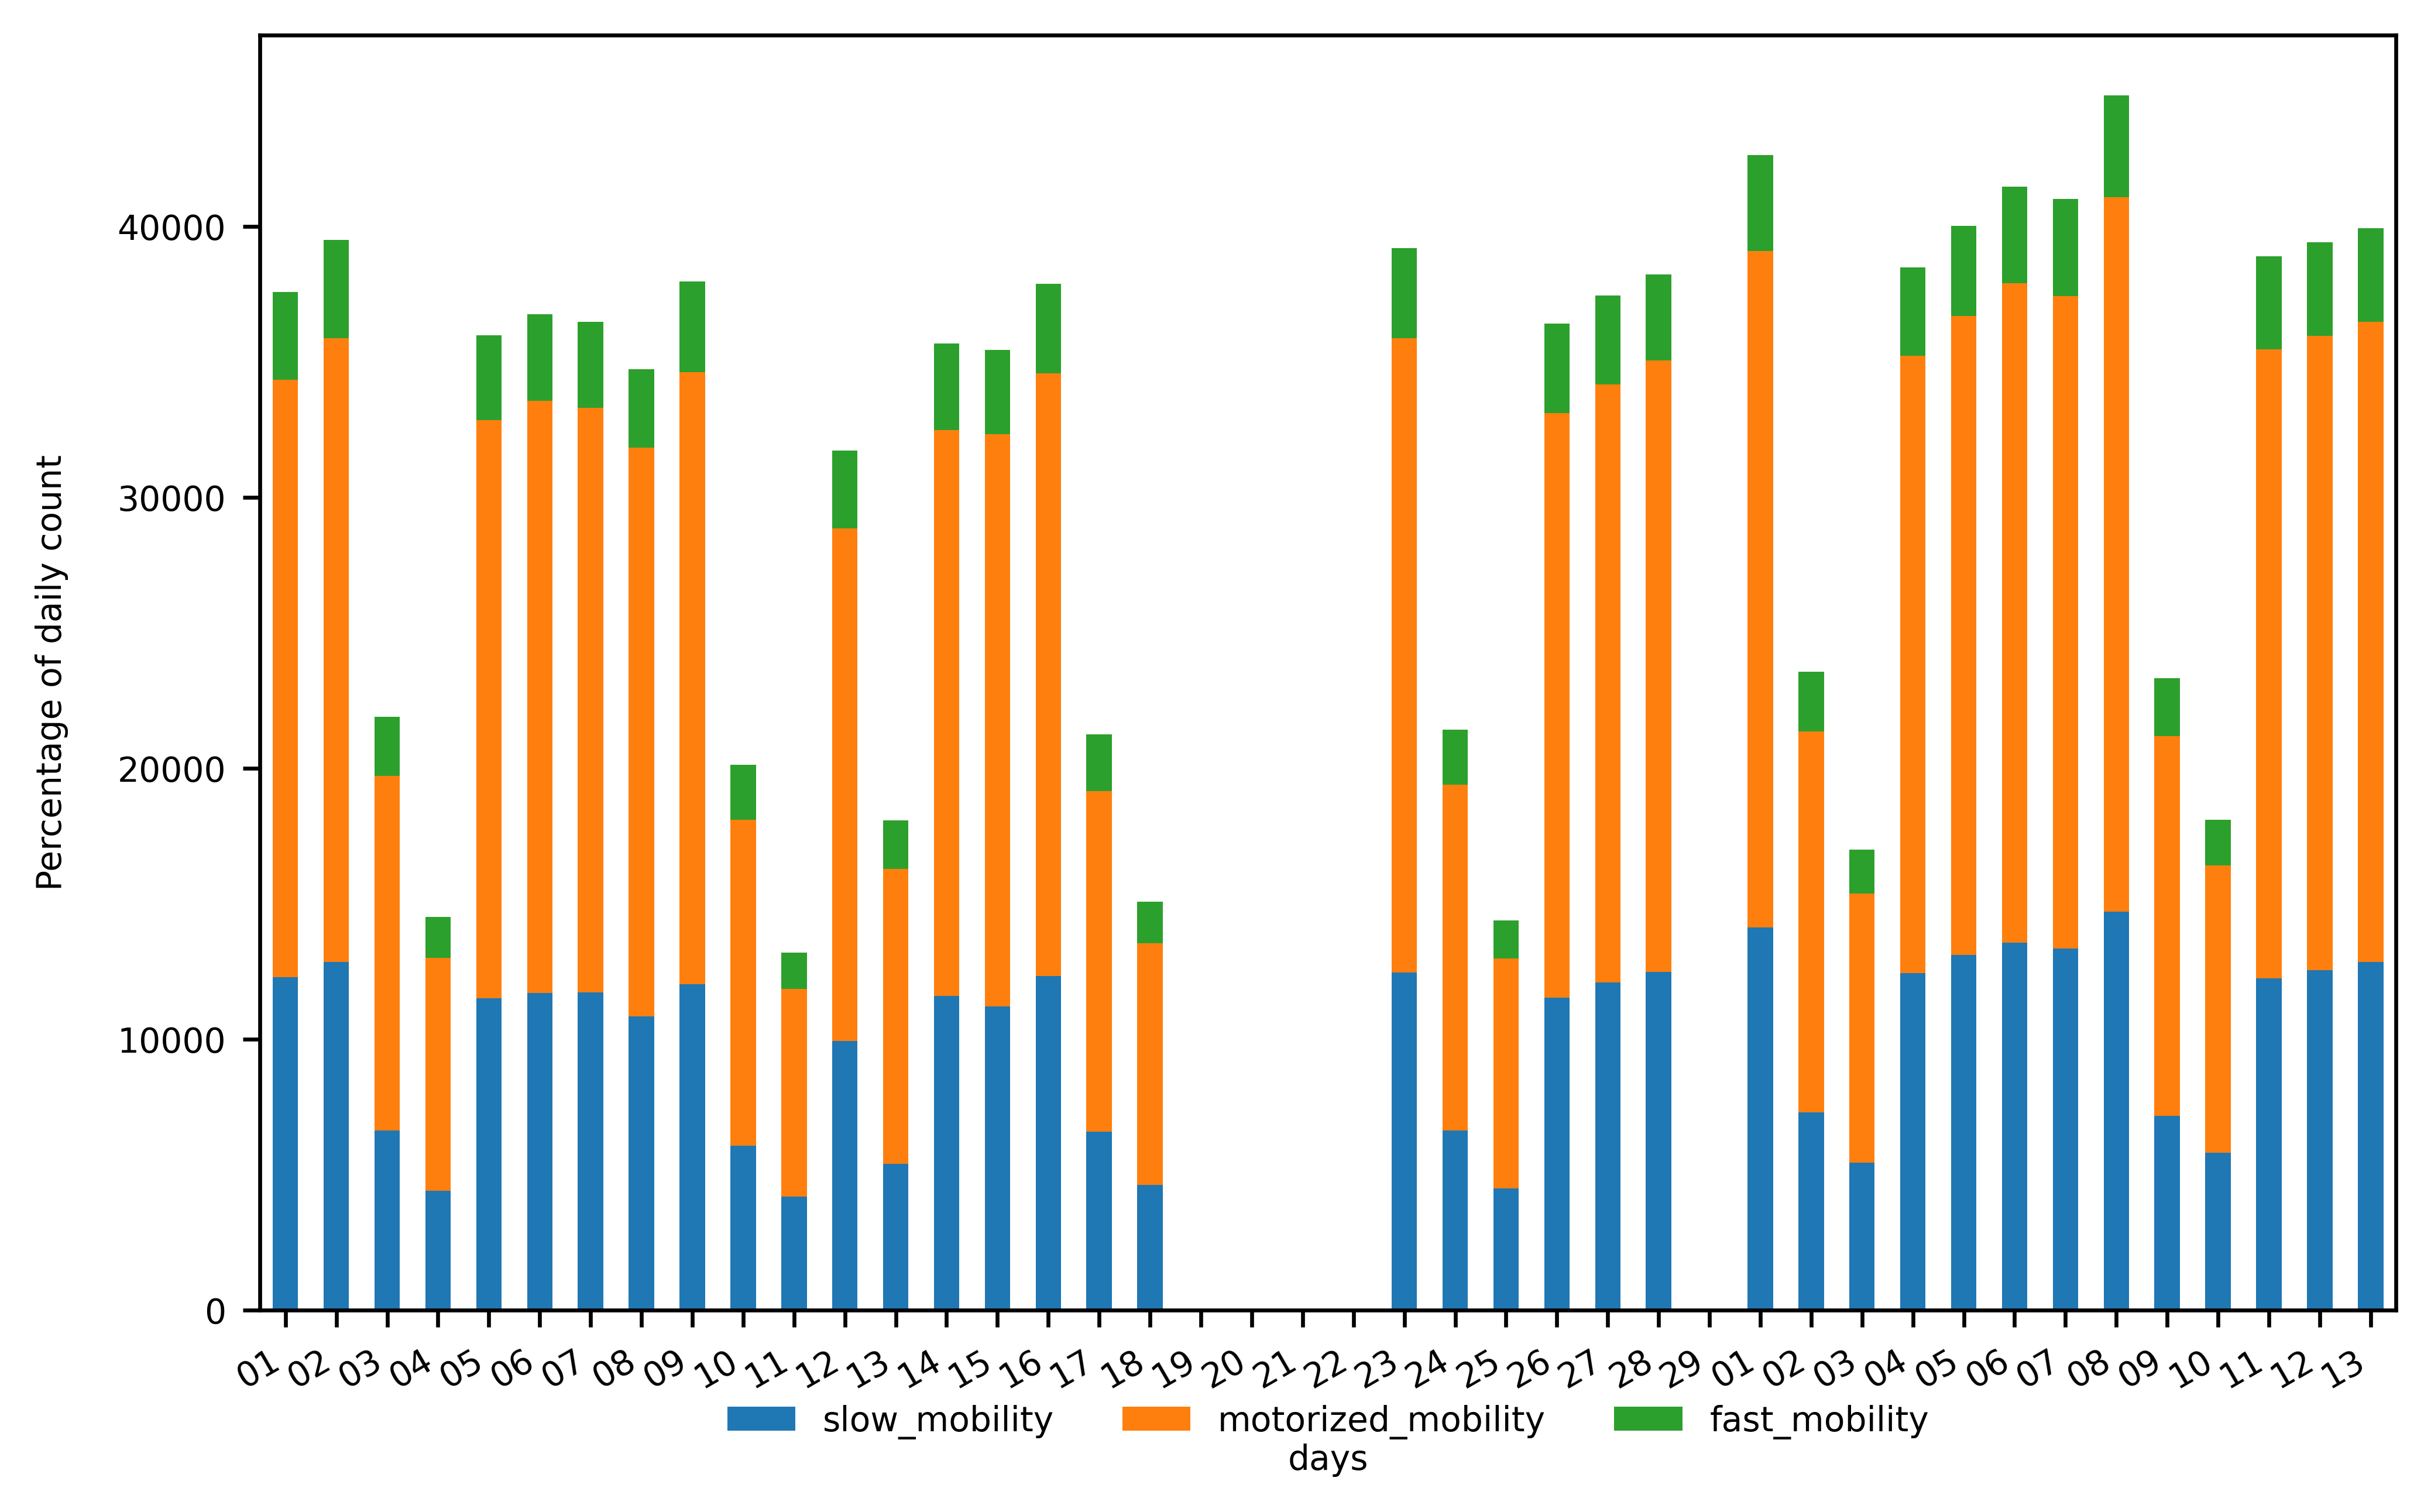 Percentage of daily count
40000
30000
20000
10000
0
01 02 03 04 05 06 07 08 09 10 11 12 13 14 15 16 17 18 19 20 21 22 23 24 25 26 27 28 29 01 02 03 04 05 06 07 08 09 10 11 12 13
slow_mobility motorized_mobility fast_mobility
days